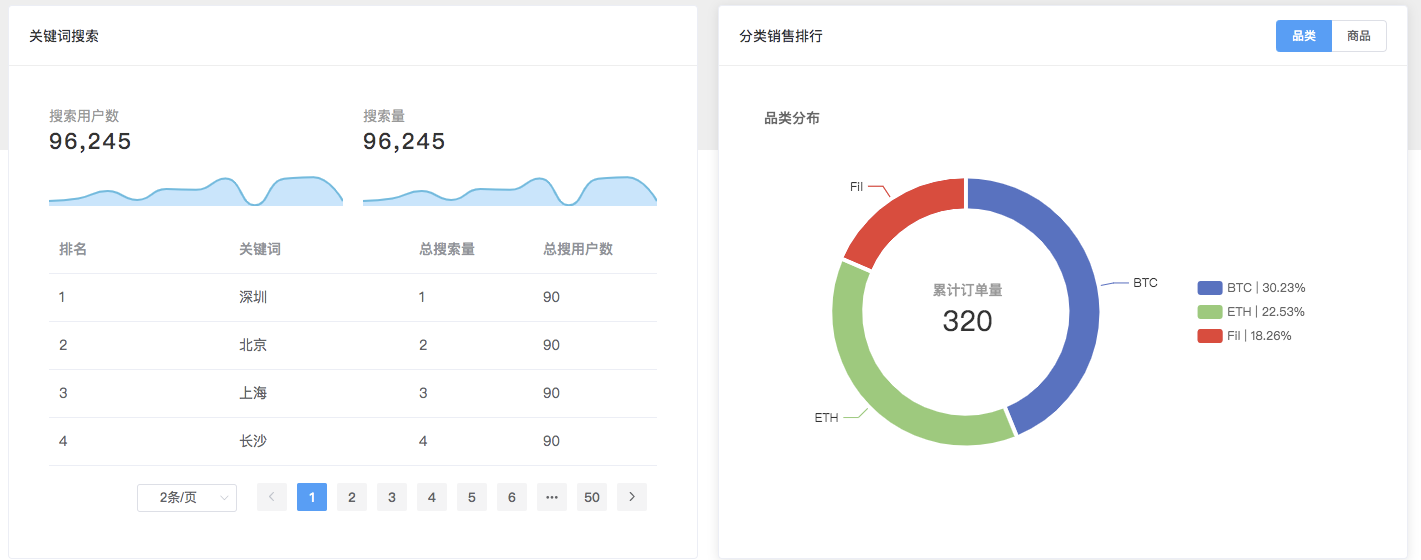 关键词搜索
搜索用户数
96,245
搜索量
96,245
排名 关键词 总搜索量 总搜用户数
1 深圳 1 90
2 北京 2 90
3 上海 3 90
4 长沙 4 90
2条/页 1 2 3 4 5 6 ••• 50
分类销售排行
品类 商品
品类分布
Fil
BTC
ETH
累计订单量
320
BTC | 30.23%
ETH | 22.53%
Fil | 18.26%